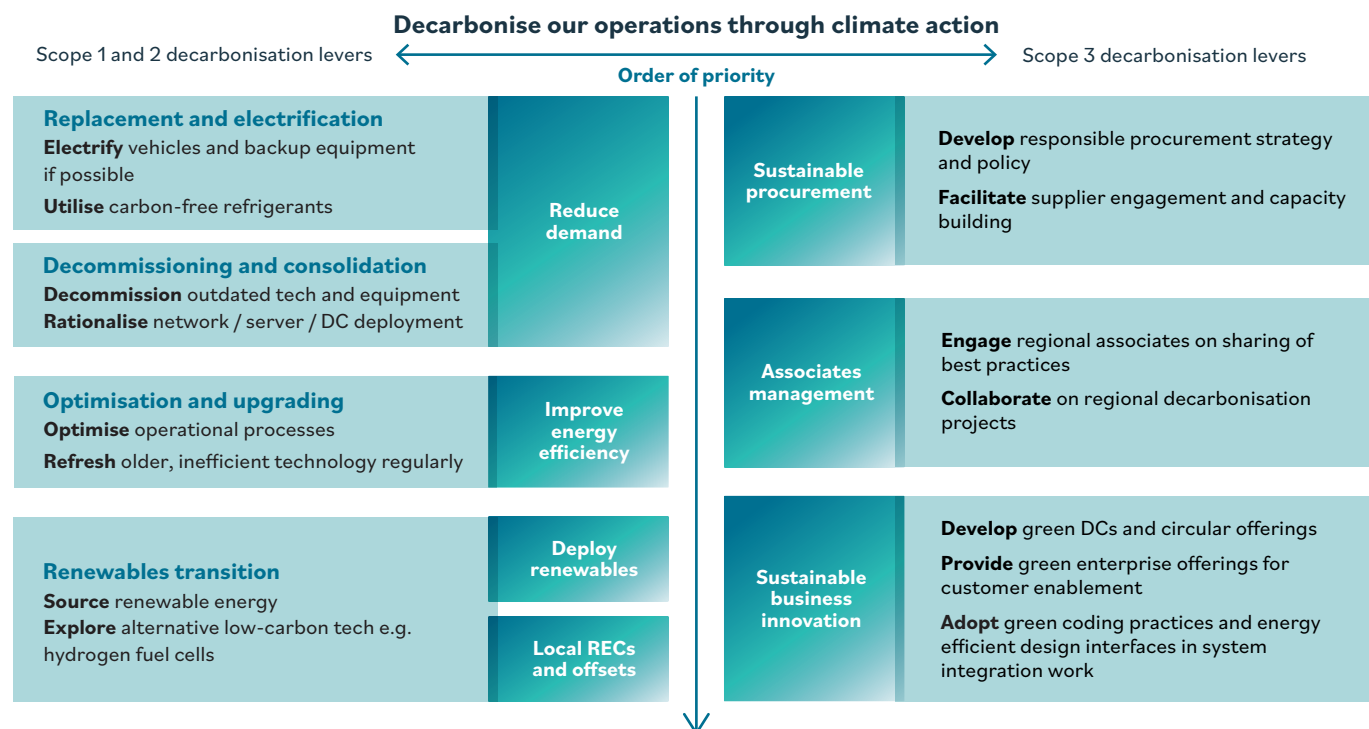 Decarbonise our operations through climate action
Scope 1 and 2 decarbonisation levers
Scope 3 decarbonisation levers
Order of priority
Replacement and electrification
Electrify vehicles and backup equipment
if possible
Utilise carbon-free refrigerants
Decommissioning and consolidation
Decommission outdated tech and equipment
Rationalise network / server / DC deployment
Reduce
demand
Optimisation and upgrading
Optimise operational processes
Refresh older, inefficient technology regularly
Improve
energy
efficiency
Renewables transition
Source renewable energy
Explore alternative low-carbon tech e.g.
hydrogen fuel cells
Deploy
renewables
Local RECs
and offsets
Sustainable
procurement
Develop responsible procurement strategy
and policy
Facilitate supplier engagement and capacity
building
Associates
management
Engage regional associates on sharing of
best practices
Collaborate on regional decarbonisation
projects
Sustainable
business
innovation
Develop green DCs and circular offerings
Provide green enterprise offerings for
customer enablement
Adopt green coding practices and energy
efficient design interfaces in system
integration work